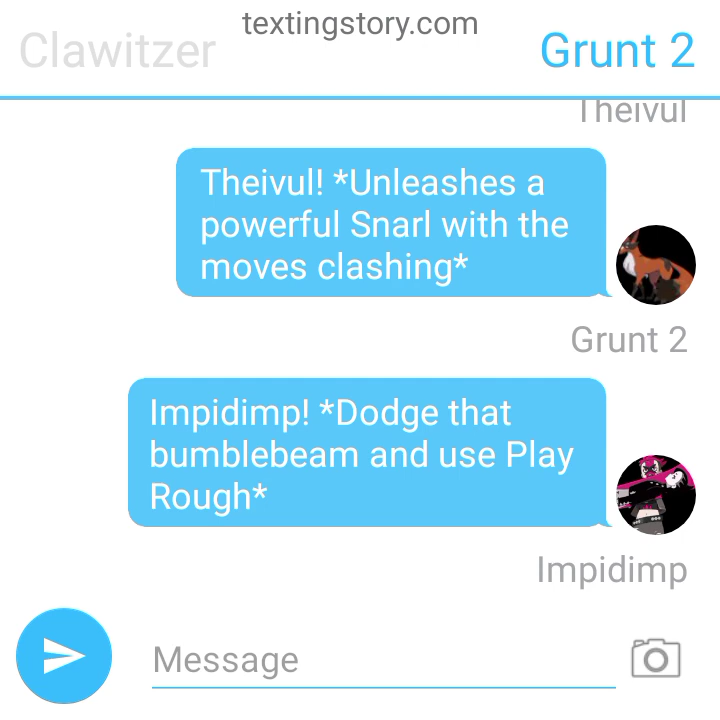 textingstory.com
Clawitzer
Grunt 2
Theivul
Theivul! *Unleashes a
powerful Snarl with the
moves clashing*
Grunt 2
Impidimp! *Dodge that
bumblebeam and use Play
Rough*
Impidimp
Message